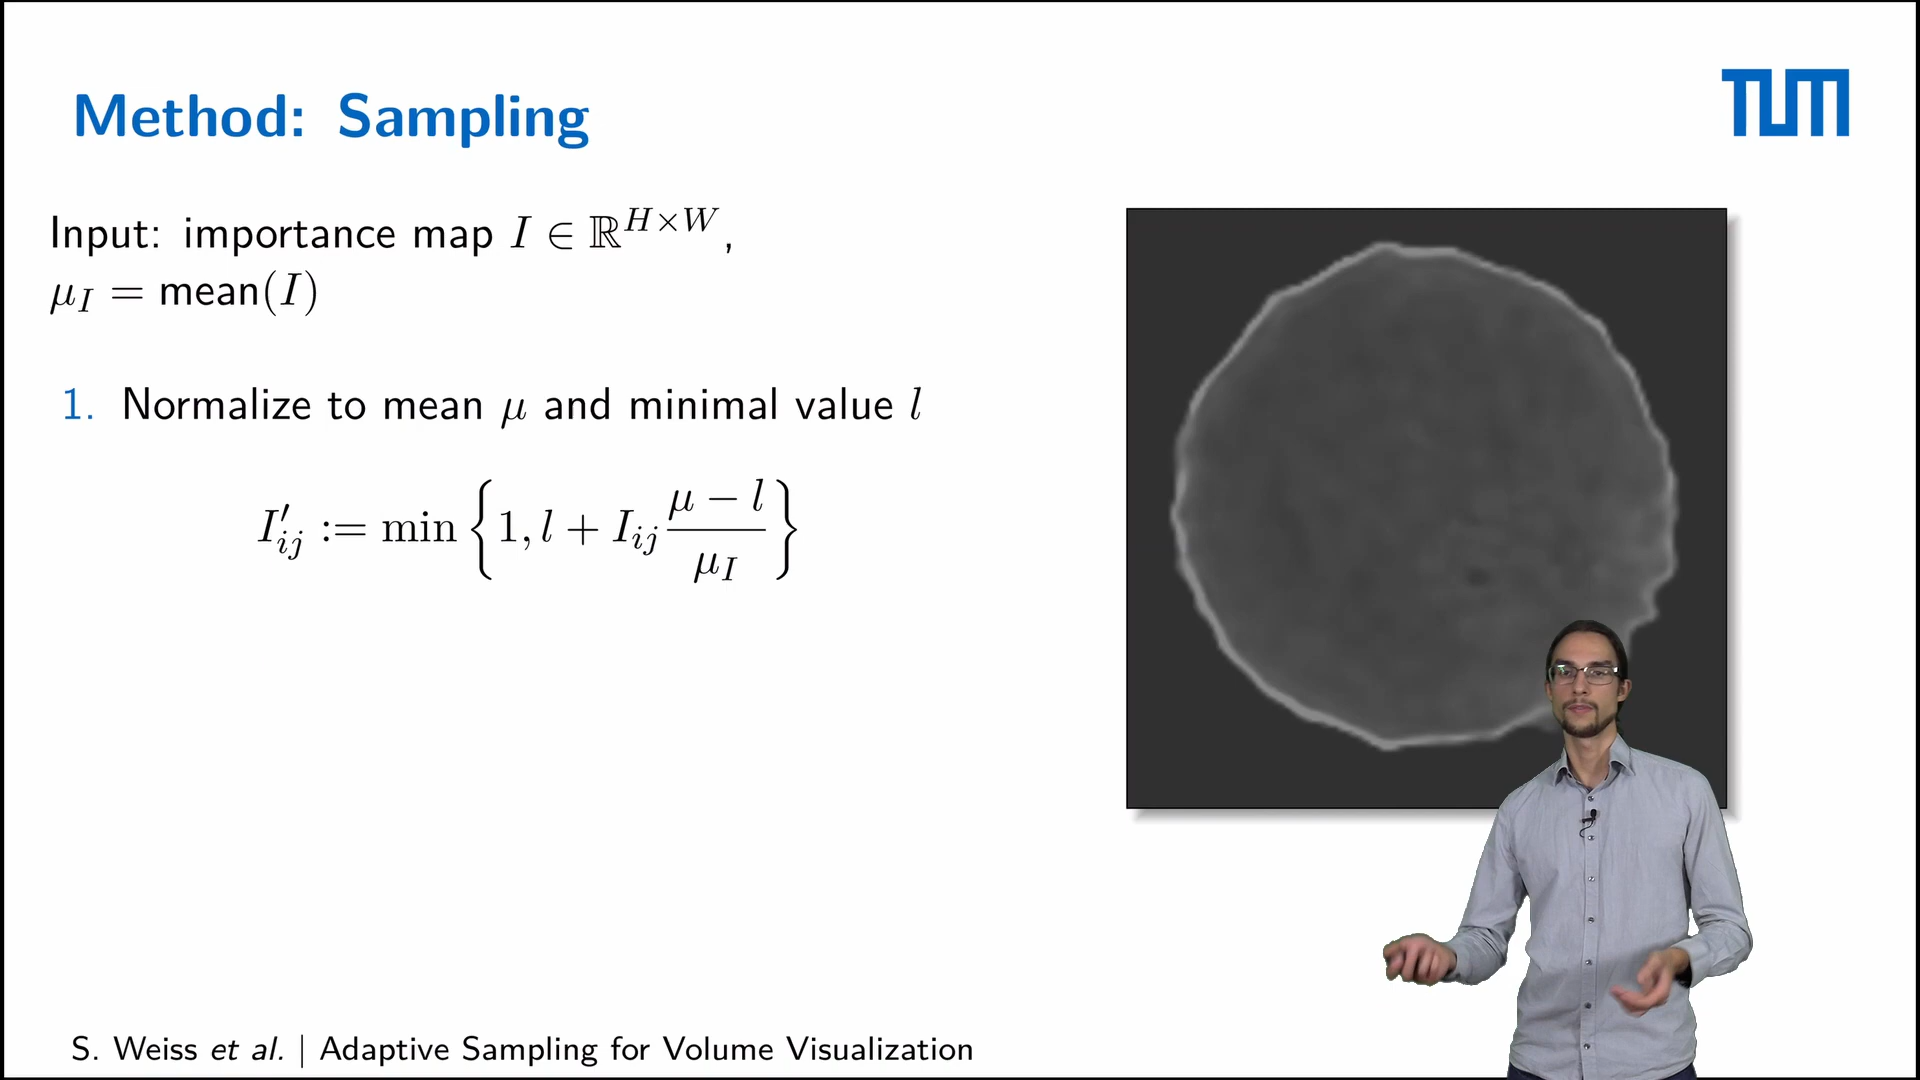 Method: Sampling
TUM
Input: importance map I ∈ ℝ^{H×W},
μ_I = mean(I)
1. Normalize to mean μ and minimal value l
I'_{ij} := min { 1, l + I_{ij} \frac{μ − l}{μ_I} }
S. Weiss et al. | Adaptive Sampling for Volume Visualization